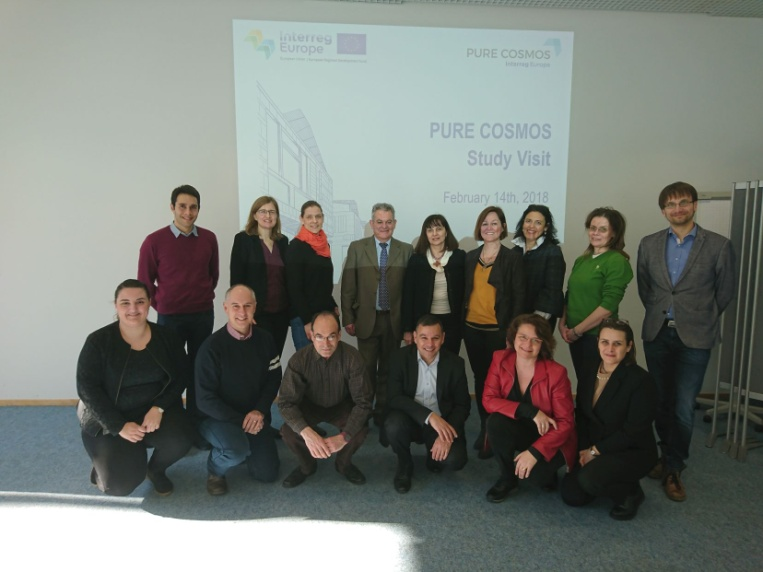 Interreg
Europe
PURE COSMOS
Interreg Europe
PURE COSMOS
Study Visit
February 14th, 2018